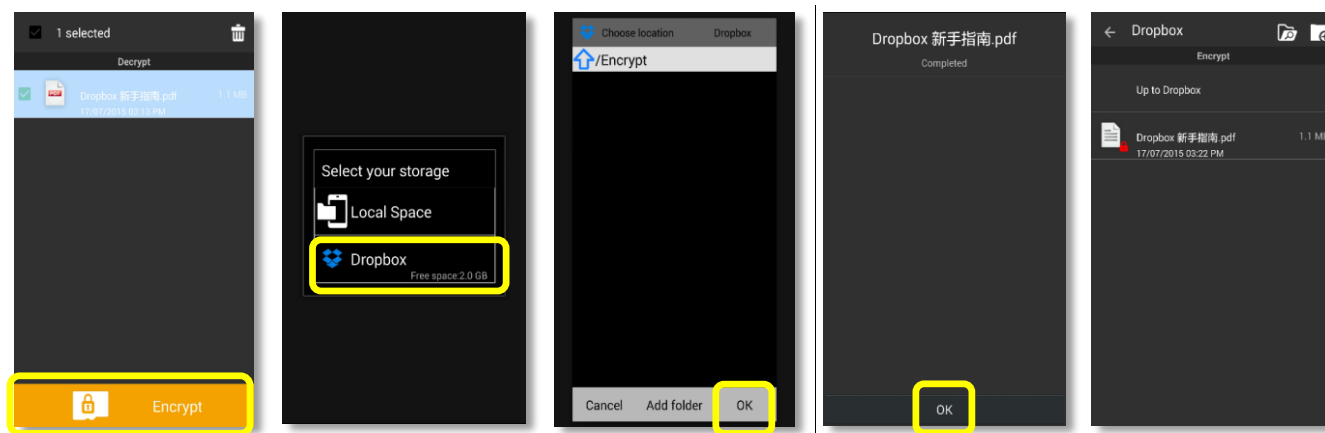 1 selected
Decrypt
Dropbox 新手指南.pdf 1.1 MB
17/07/2015 03:13 PM
Encrypt
Select your storage
Local Space
Dropbox
Free space:2.0 GB
Choose location Dropbox
/Encrypt
Cancel Add folder OK
Dropbox 新手指南.pdf
Completed
OK
Dropbox
Encrypt
Up to Dropbox
Dropbox 新手指南.pdf 1.1 M
17/07/2015 03:22 PM